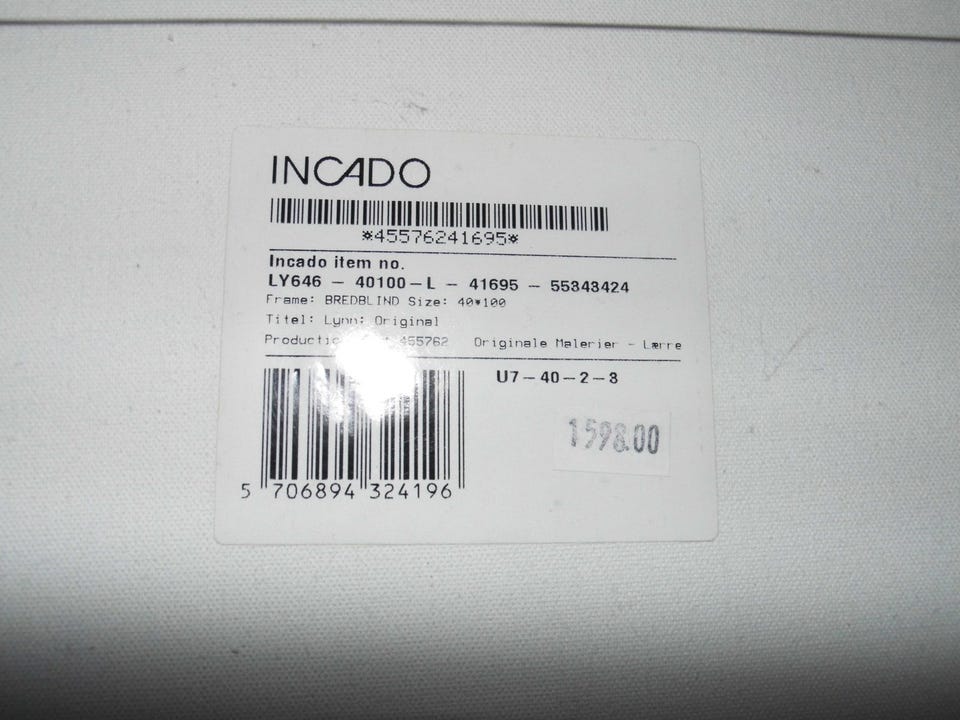 INCADO
*45576241695*
Incado item no.
LY646 - 40100-L - 41695 - 55343424
Frame: BREDBLIND Size: 40*100
Titel: Lynn: Original
455762 Originale Malerier - Lærre
U7-40-2-3
1598.00
5 706894 324196